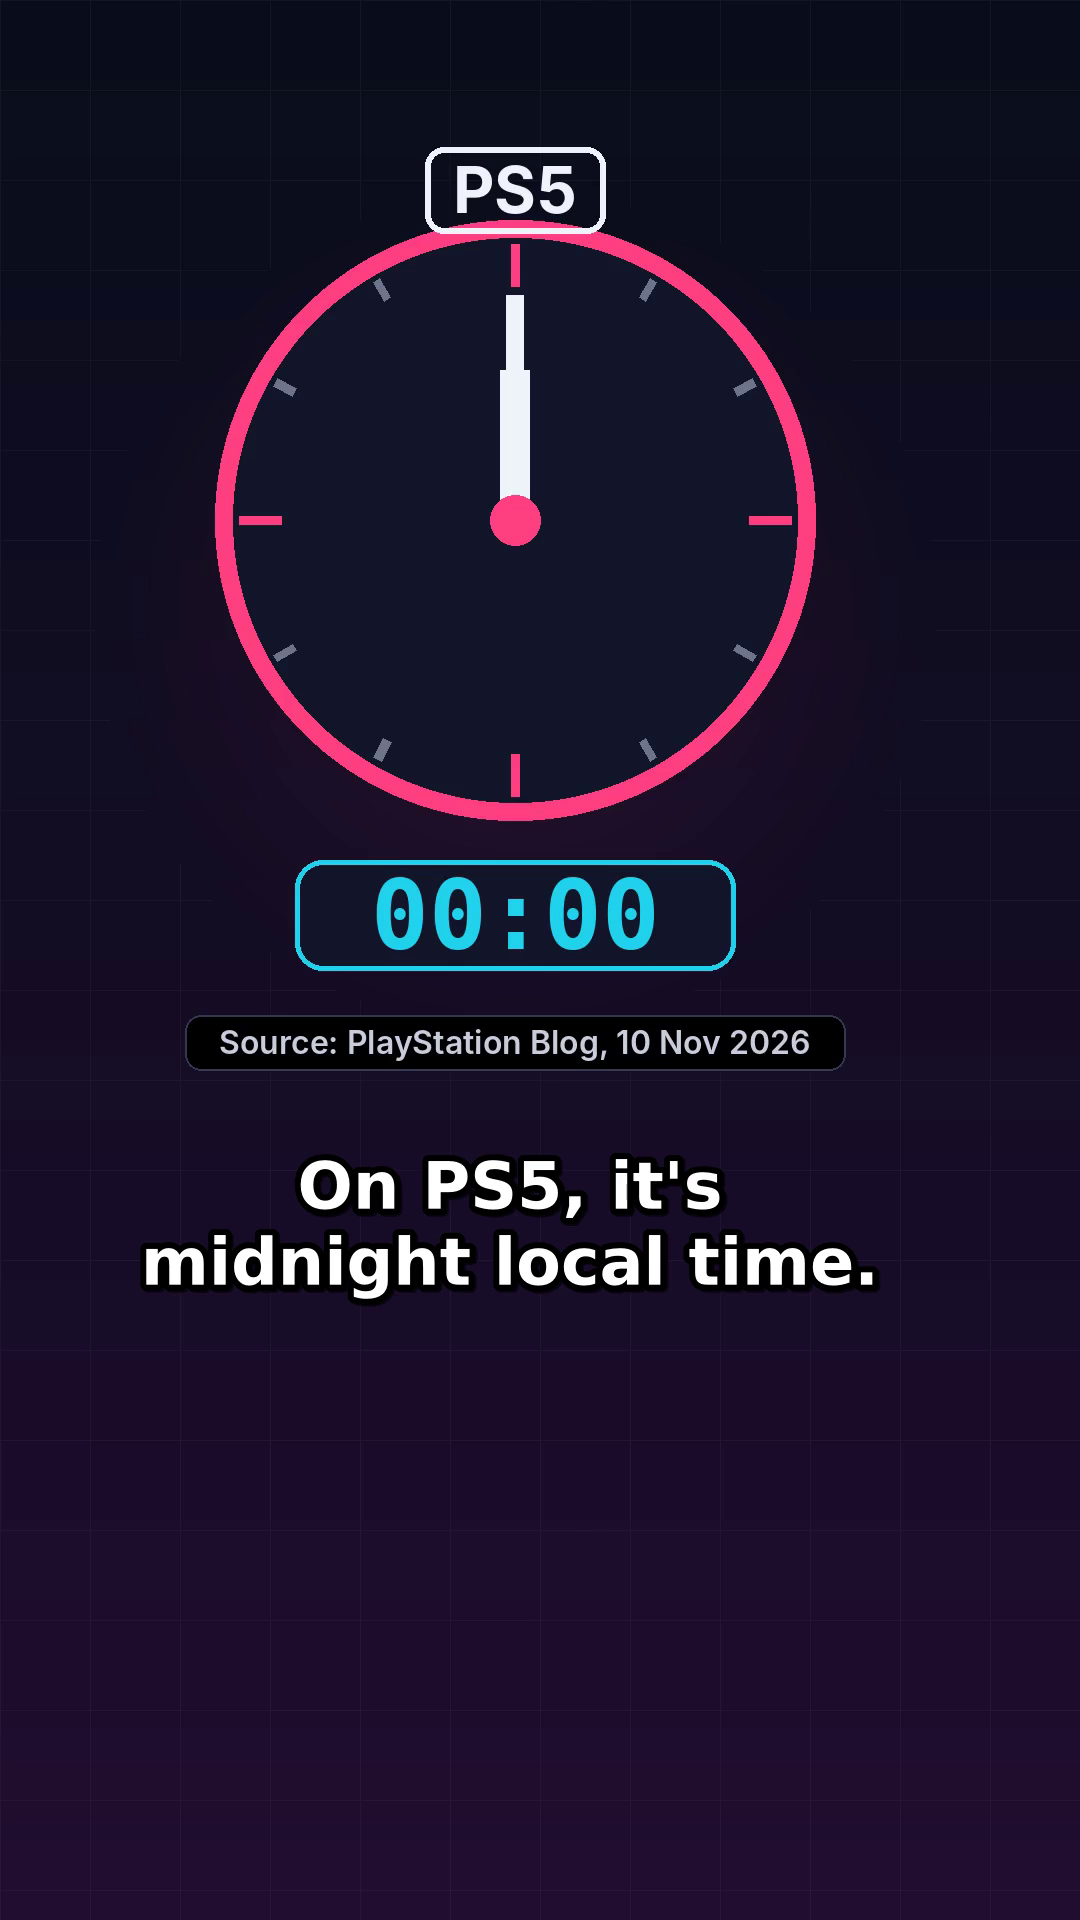 PS5
00:00
Source: PlayStation Blog, 10 Nov 2026
On PS5, it's
midnight local time.